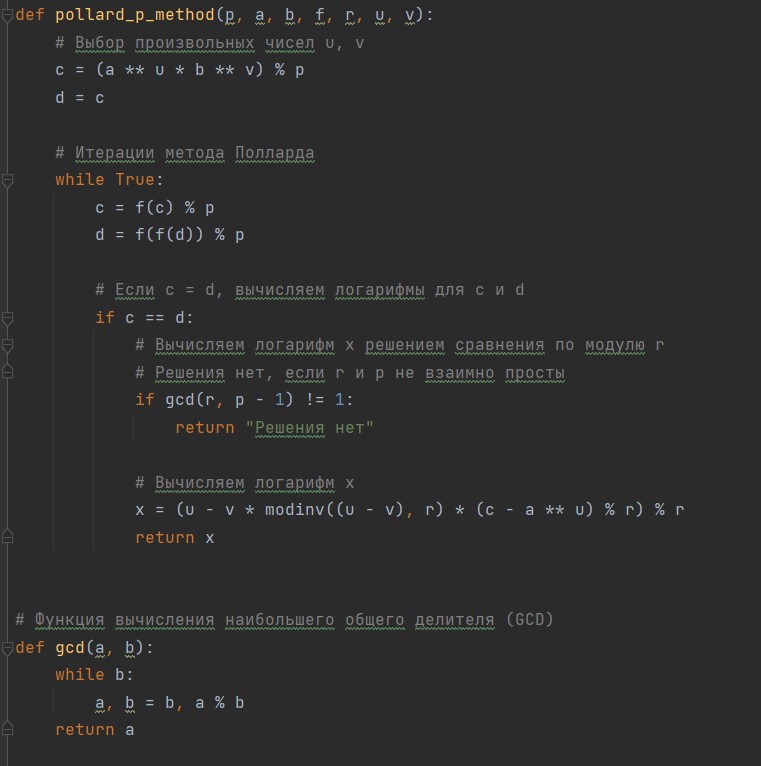 def pollard_p_method(p, a, b, f, r, u, v):
    # Выбор произвольных чисел u, v
    c = (a ** u * b ** v) % p
    d = c
    # Итерации метода Полларда
    while True:
        c = f(c) % p
        d = f(f(d)) % p
        # Если c = d, вычисляем логарифмы для c и d
        if c == d:
            # Вычисляем логарифм x решением сравнения по модулю r
            # Решения нет, если r и p не взаимно просты
            if gcd(r, p - 1) != 1:
                return "Решения нет"
            # Вычисляем логарифм x
            x = (u - v * modinv((u - v), r) * (c - a ** u) % r) % r
            return x
# Функция вычисления наибольшего общего делителя (GCD)
def gcd(a, b):
    while b:
        a, b = b, a % b
    return a